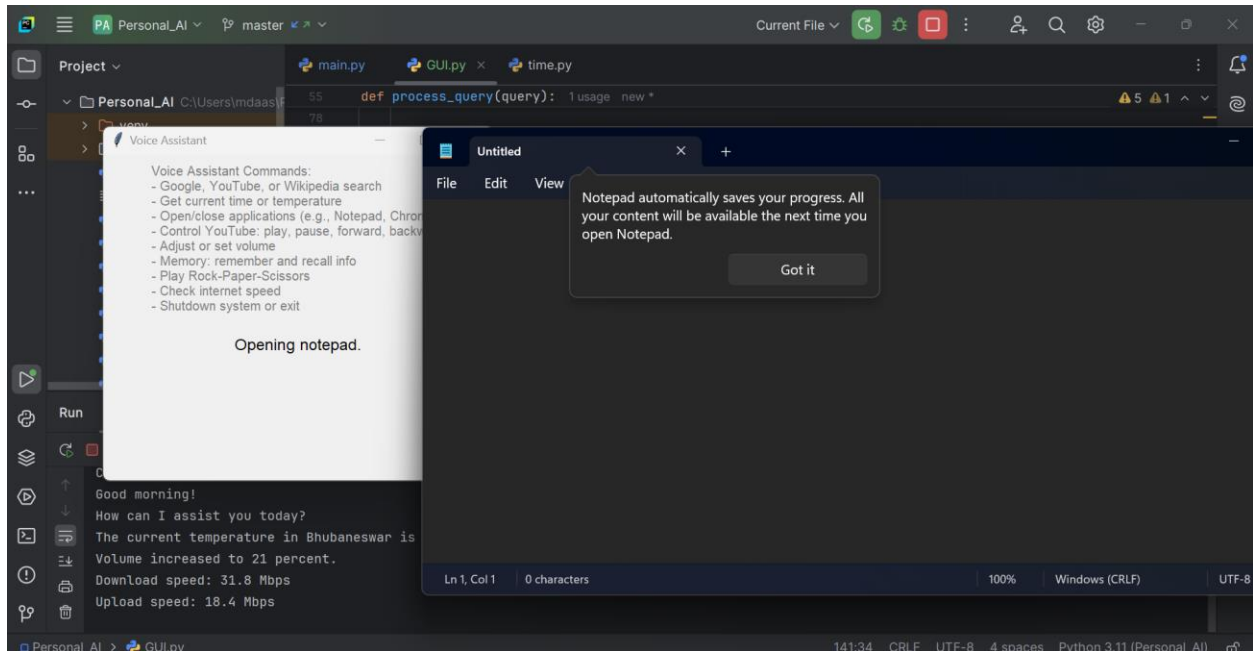 PA Personal_AI master Current File
Project
main.py GUI.py time.py
Personal_AI C:\Users\mdaas\
55 def process_query(query): 1 usage new *
5 1
78
venv
Voice Assistant
Voice Assistant Commands:
- Google, YouTube, or Wikipedia search
- Get current time or temperature
- Open/close applications (e.g., Notepad, Chrom
- Control YouTube: play, pause, forward, backw
- Adjust or set volume
- Memory: remember and recall info
- Play Rock-Paper-Scissors
- Check internet speed
- Shutdown system or exit
Opening notepad.
Untitled
File Edit View
Notepad automatically saves your progress. All
your content will be available the next time you
open Notepad.
Got it
Ln 1, Col 1 0 characters 100% Windows (CRLF) UTF-8
Run
Good morning!
How can I assist you today?
The current temperature in Bhubaneswar is
Volume increased to 21 percent.
Download speed: 31.8 Mbps
Upload speed: 18.4 Mbps
Personal_AI > GUI.py 141:34 CRLF UTF-8 4 spaces Python 3.11 (Personal_AI)